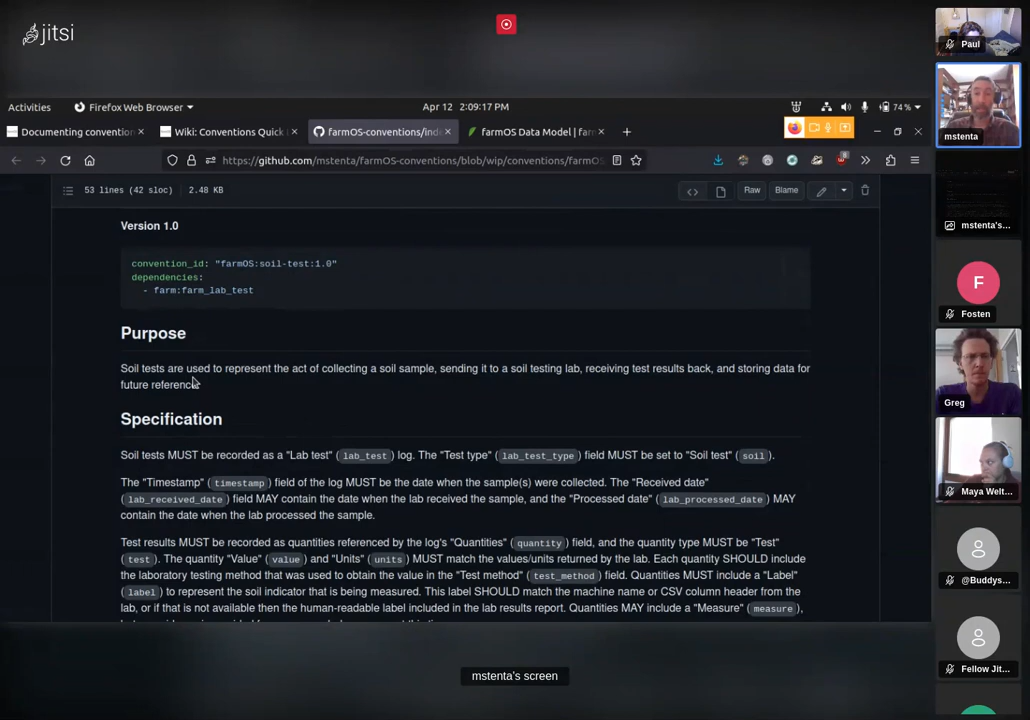 jitsi
Activities
Firefox Web Browser
Apr 12 2:09:17 PM
74 %
Documenting convention
Wiki: Conventions Quick
farmOS-conventions/inde
farmOS Data Model | farm
https://github.com/mstenta/farmOS-conventions/blob/wip/conventions/farmOS
8
53 lines (42 sloc)
2.48 KB
Raw
Blame
Version 1.0
convention_id: "farmOS:soil-test:1.0"
dependencies:
- farm:farm_lab_test
Purpose
Soil tests are used to represent the act of collecting a soil sample, sending it to a soil testing lab, receiving test results back, and storing data for
future reference.
Specification
Soil tests MUST be recorded as a “Lab test” ( lab_test ) log. The “Test type” ( lab_test_type ) field MUST be set to “Soil test” ( soil ).
The “Timestamp” ( timestamp ) field of the log MUST be the date when the sample(s) were collected. The “Received date”
( lab_received_date ) field MAY contain the date when the lab received the sample, and the “Processed date” ( lab_processed_date ) MAY
contain the date when the lab processed the sample.
Test results MUST be recorded as quantities referenced by the log's “Quantities” ( quantity ) field, and the quantity type MUST be “Test”
( test ). The quantity “Value” ( value ) and “Units” ( units ) MUST match the values/units returned by the lab. Each quantity SHOULD include
the laboratory testing method that was used to obtain the value in the “Test method” ( test_method ) field. Quantities MUST include a “Label”
( label ) to represent the soil indicator that is being measured. This label SHOULD match the machine name or CSV column header from the
lab, or if that is not available then the human-readable label included in the lab results report. Quantities MAY include a “Measure” ( measure ),
mstenta's screen
Paul
mstenta
mstenta's...
F
Fosten
Greg
Maya Welt...
@Buddys...
Fellow Jit...